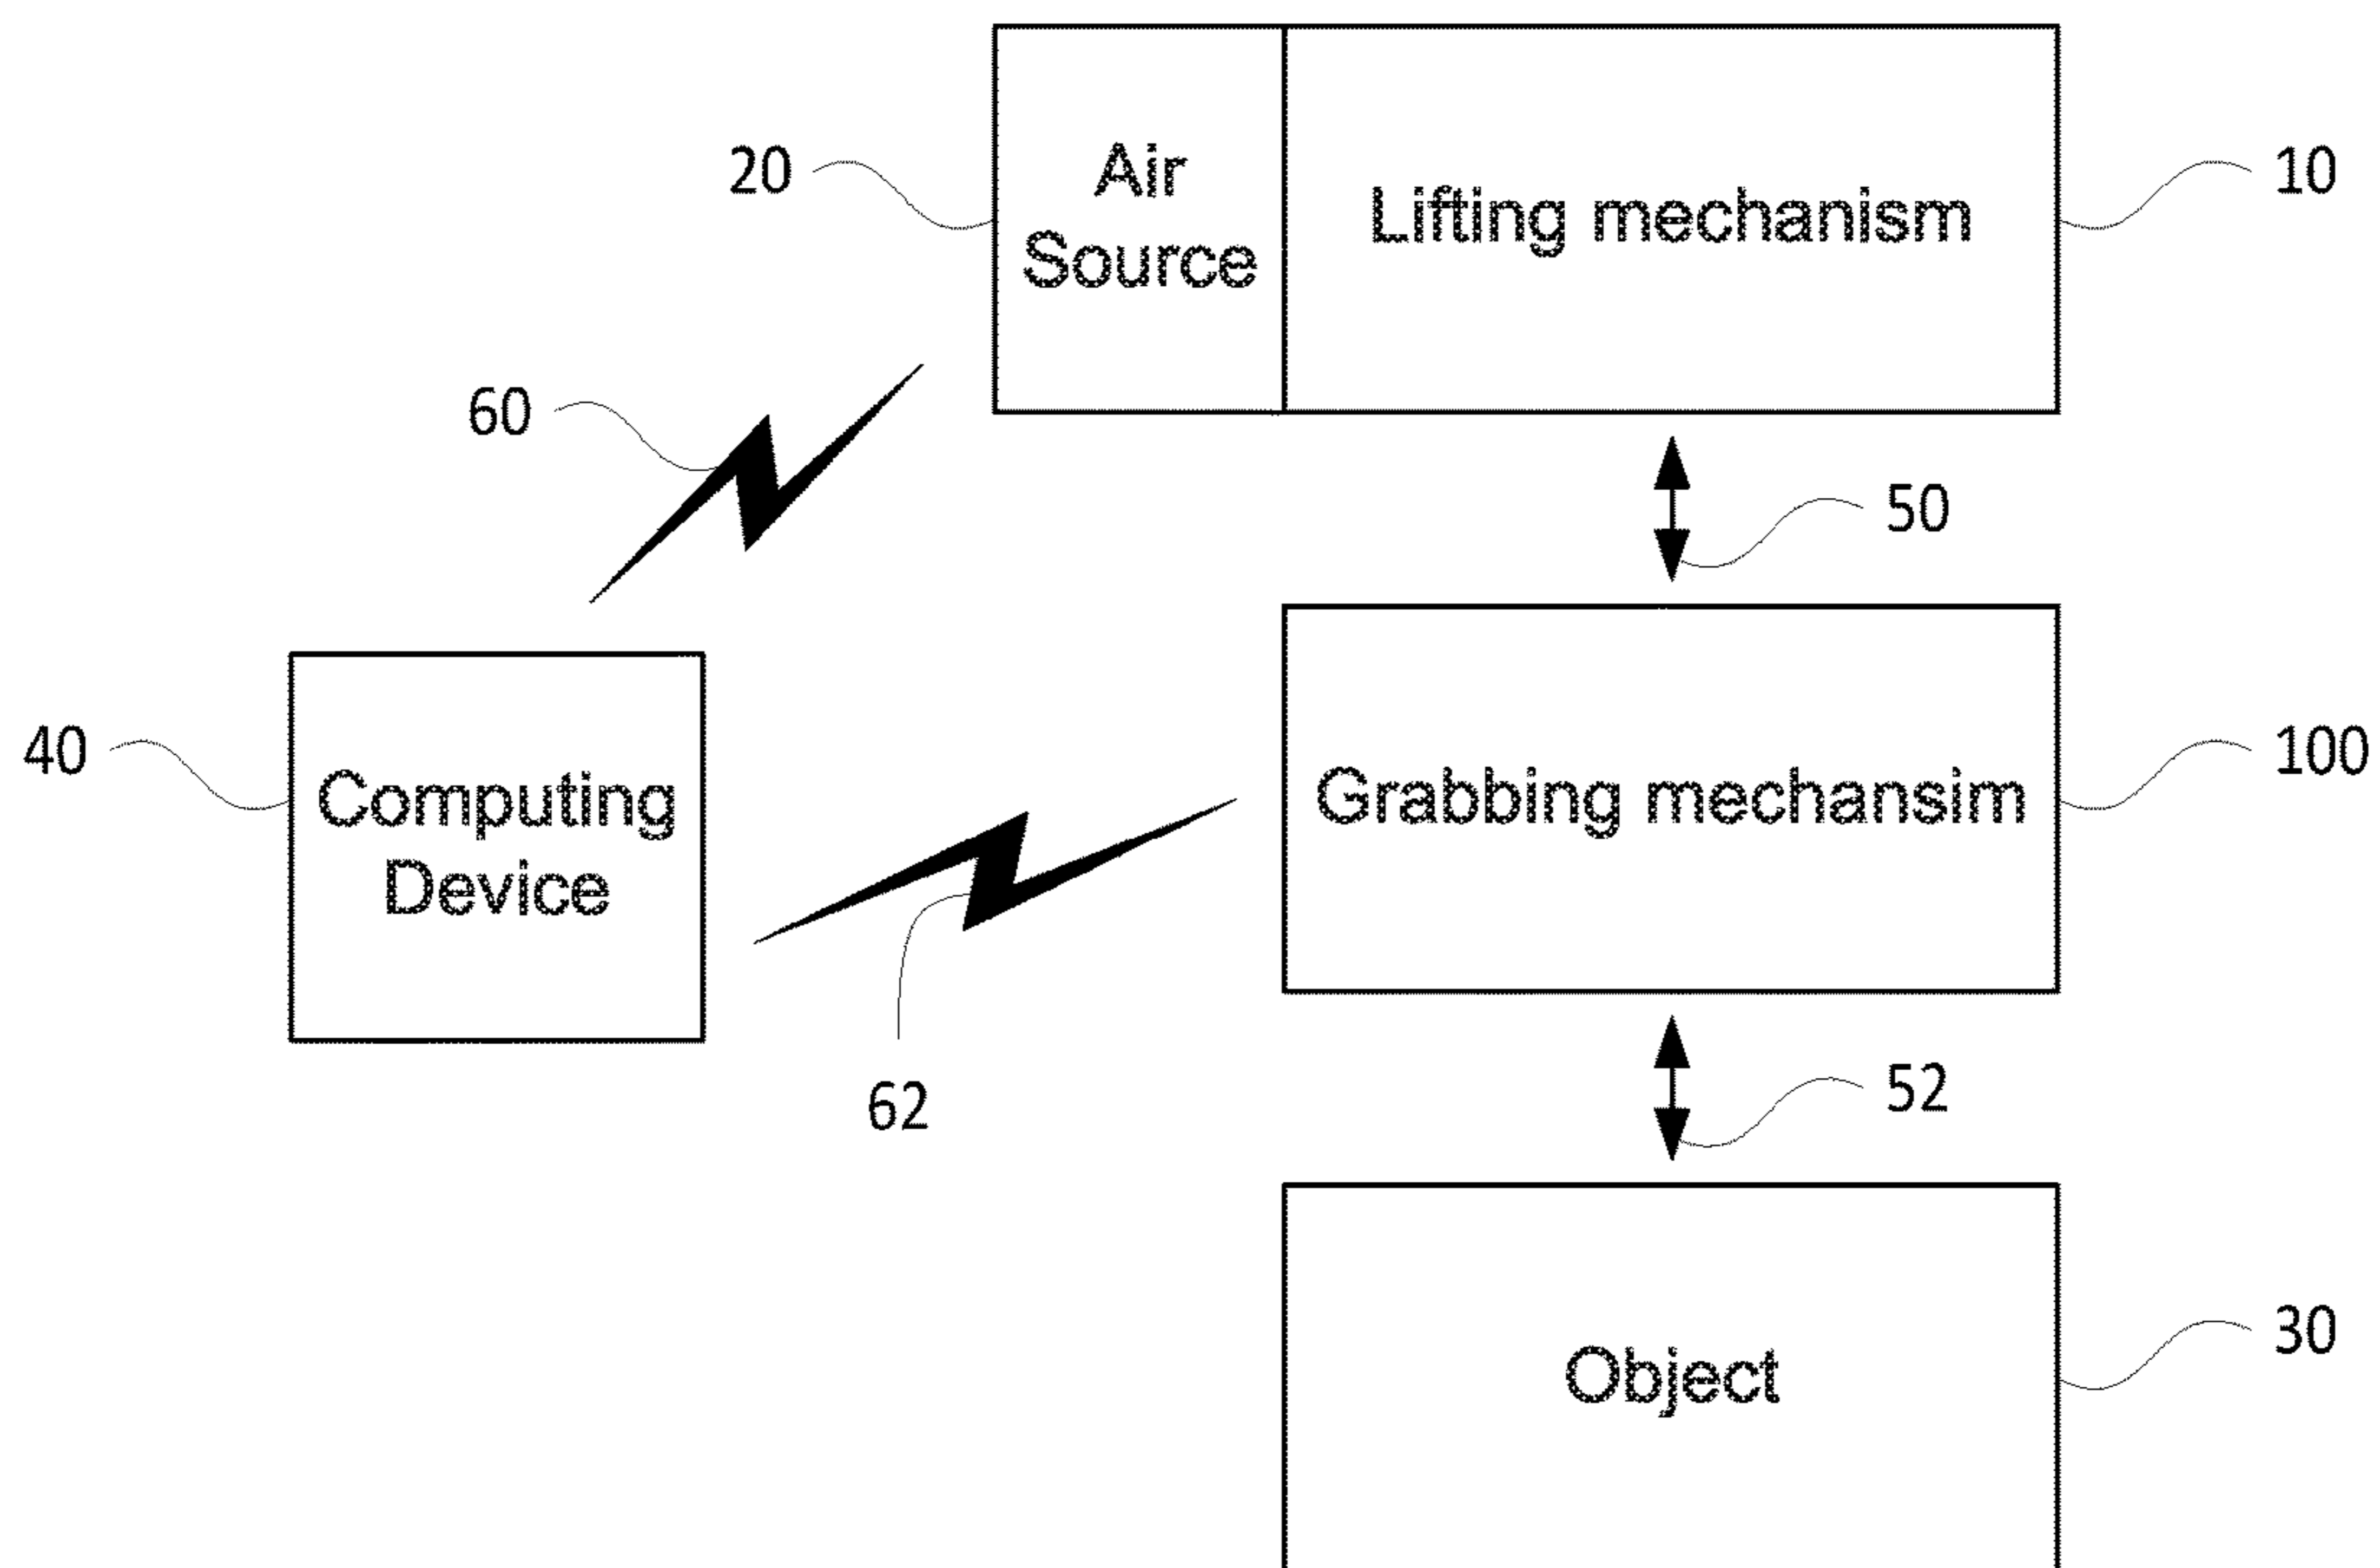 20
Air
Source
Lifting mechanism
10
60
50
40
Computing
Device
Grabbing mechansim
100
62
52
Object
30